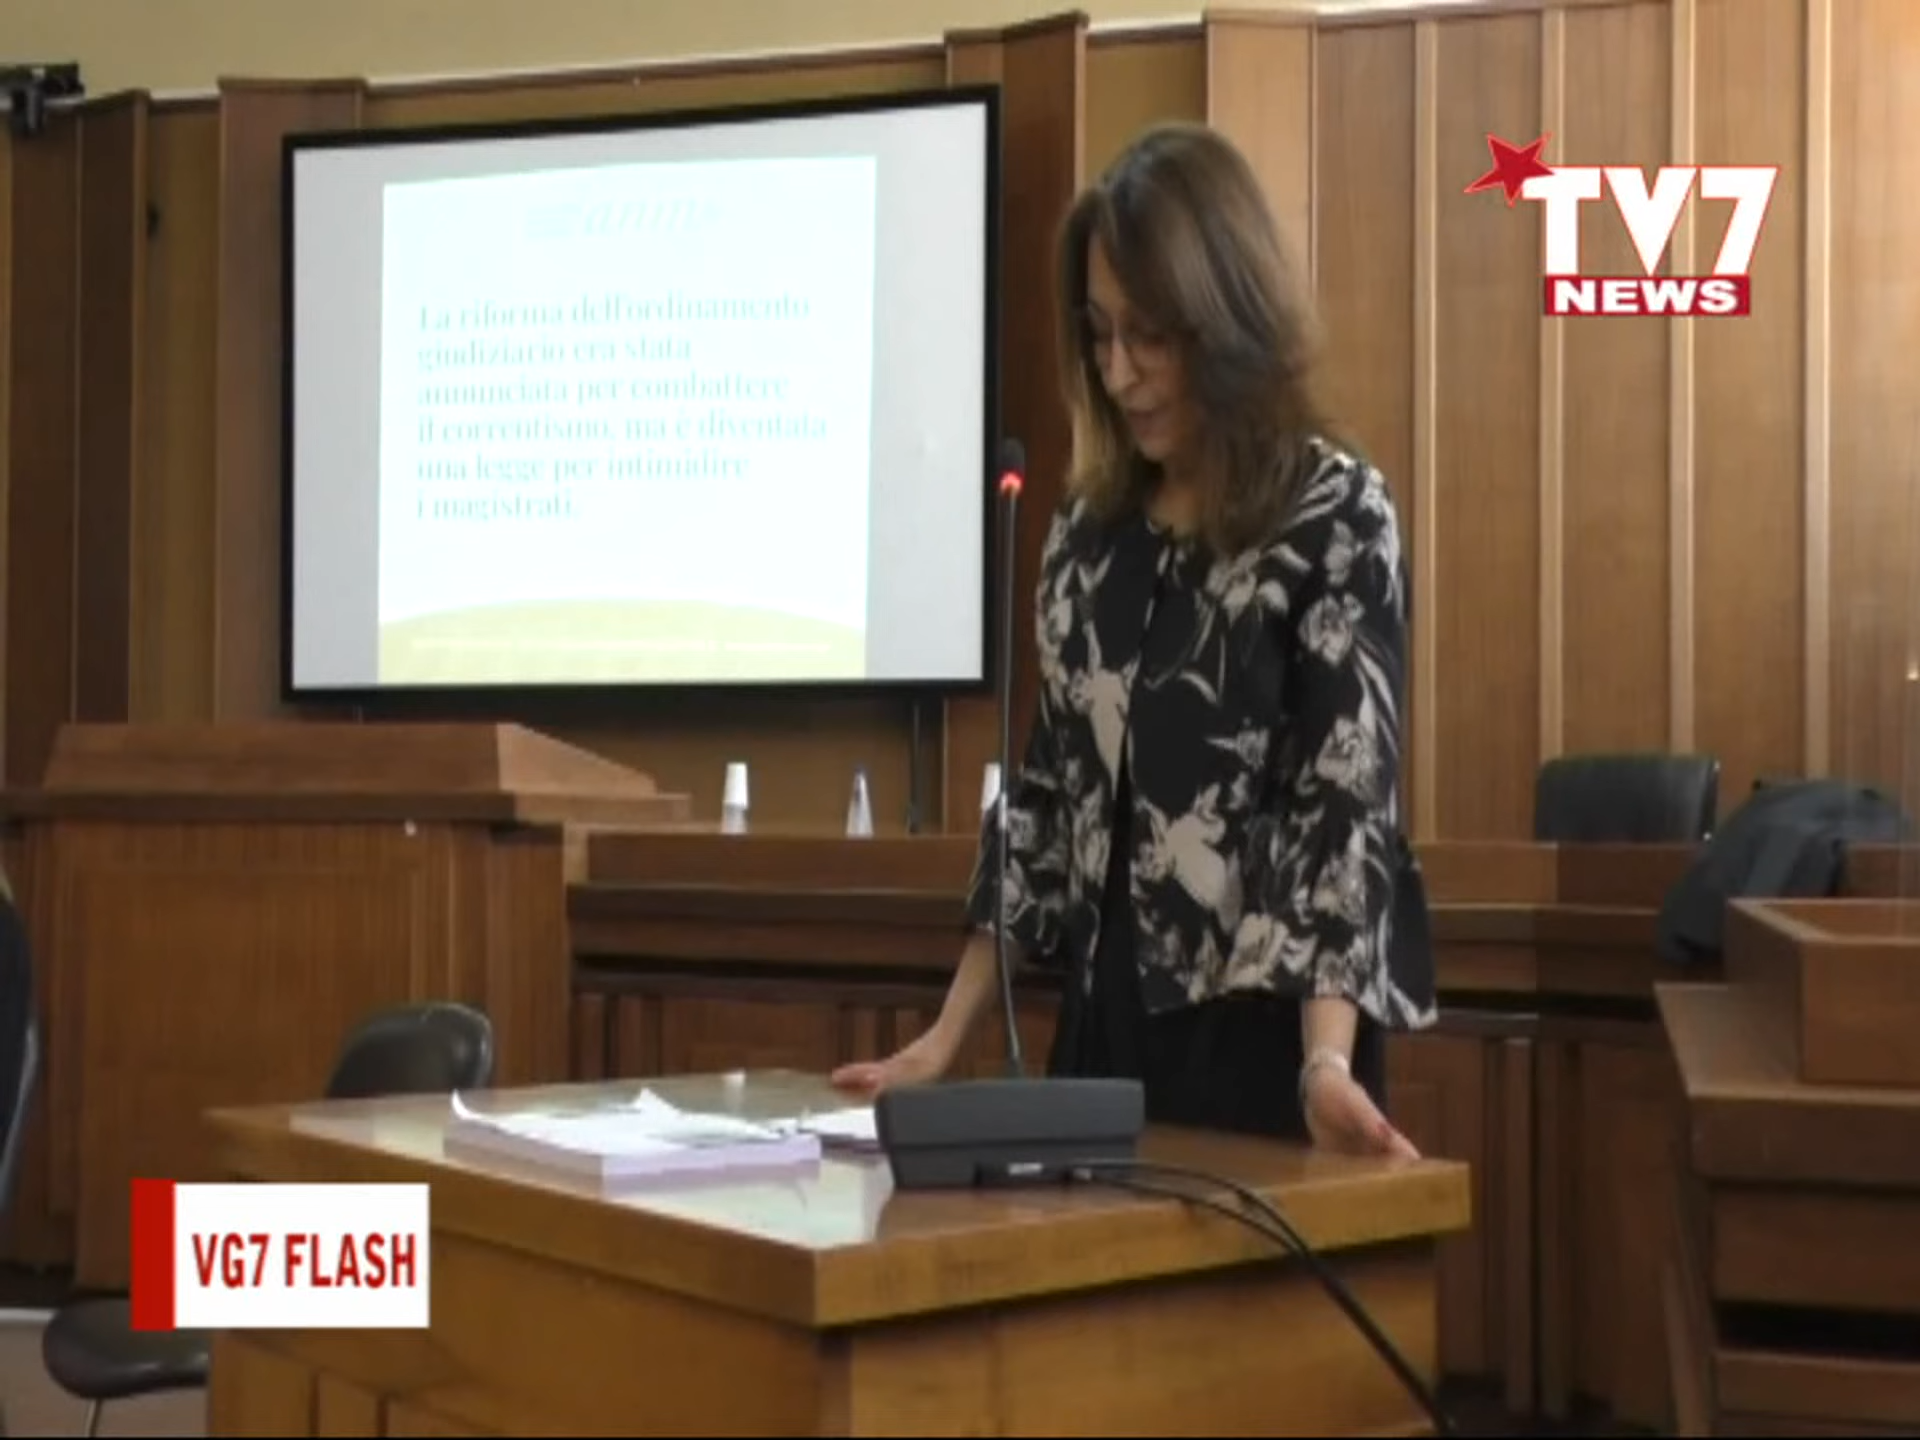 TV7
NEWS
La riforma dell'ordinamento
giudiziario era stata
annunciata per combattere
il correntismo, ma è diventata
una legge per intimidire
i magistrati.
VG7 FLASH